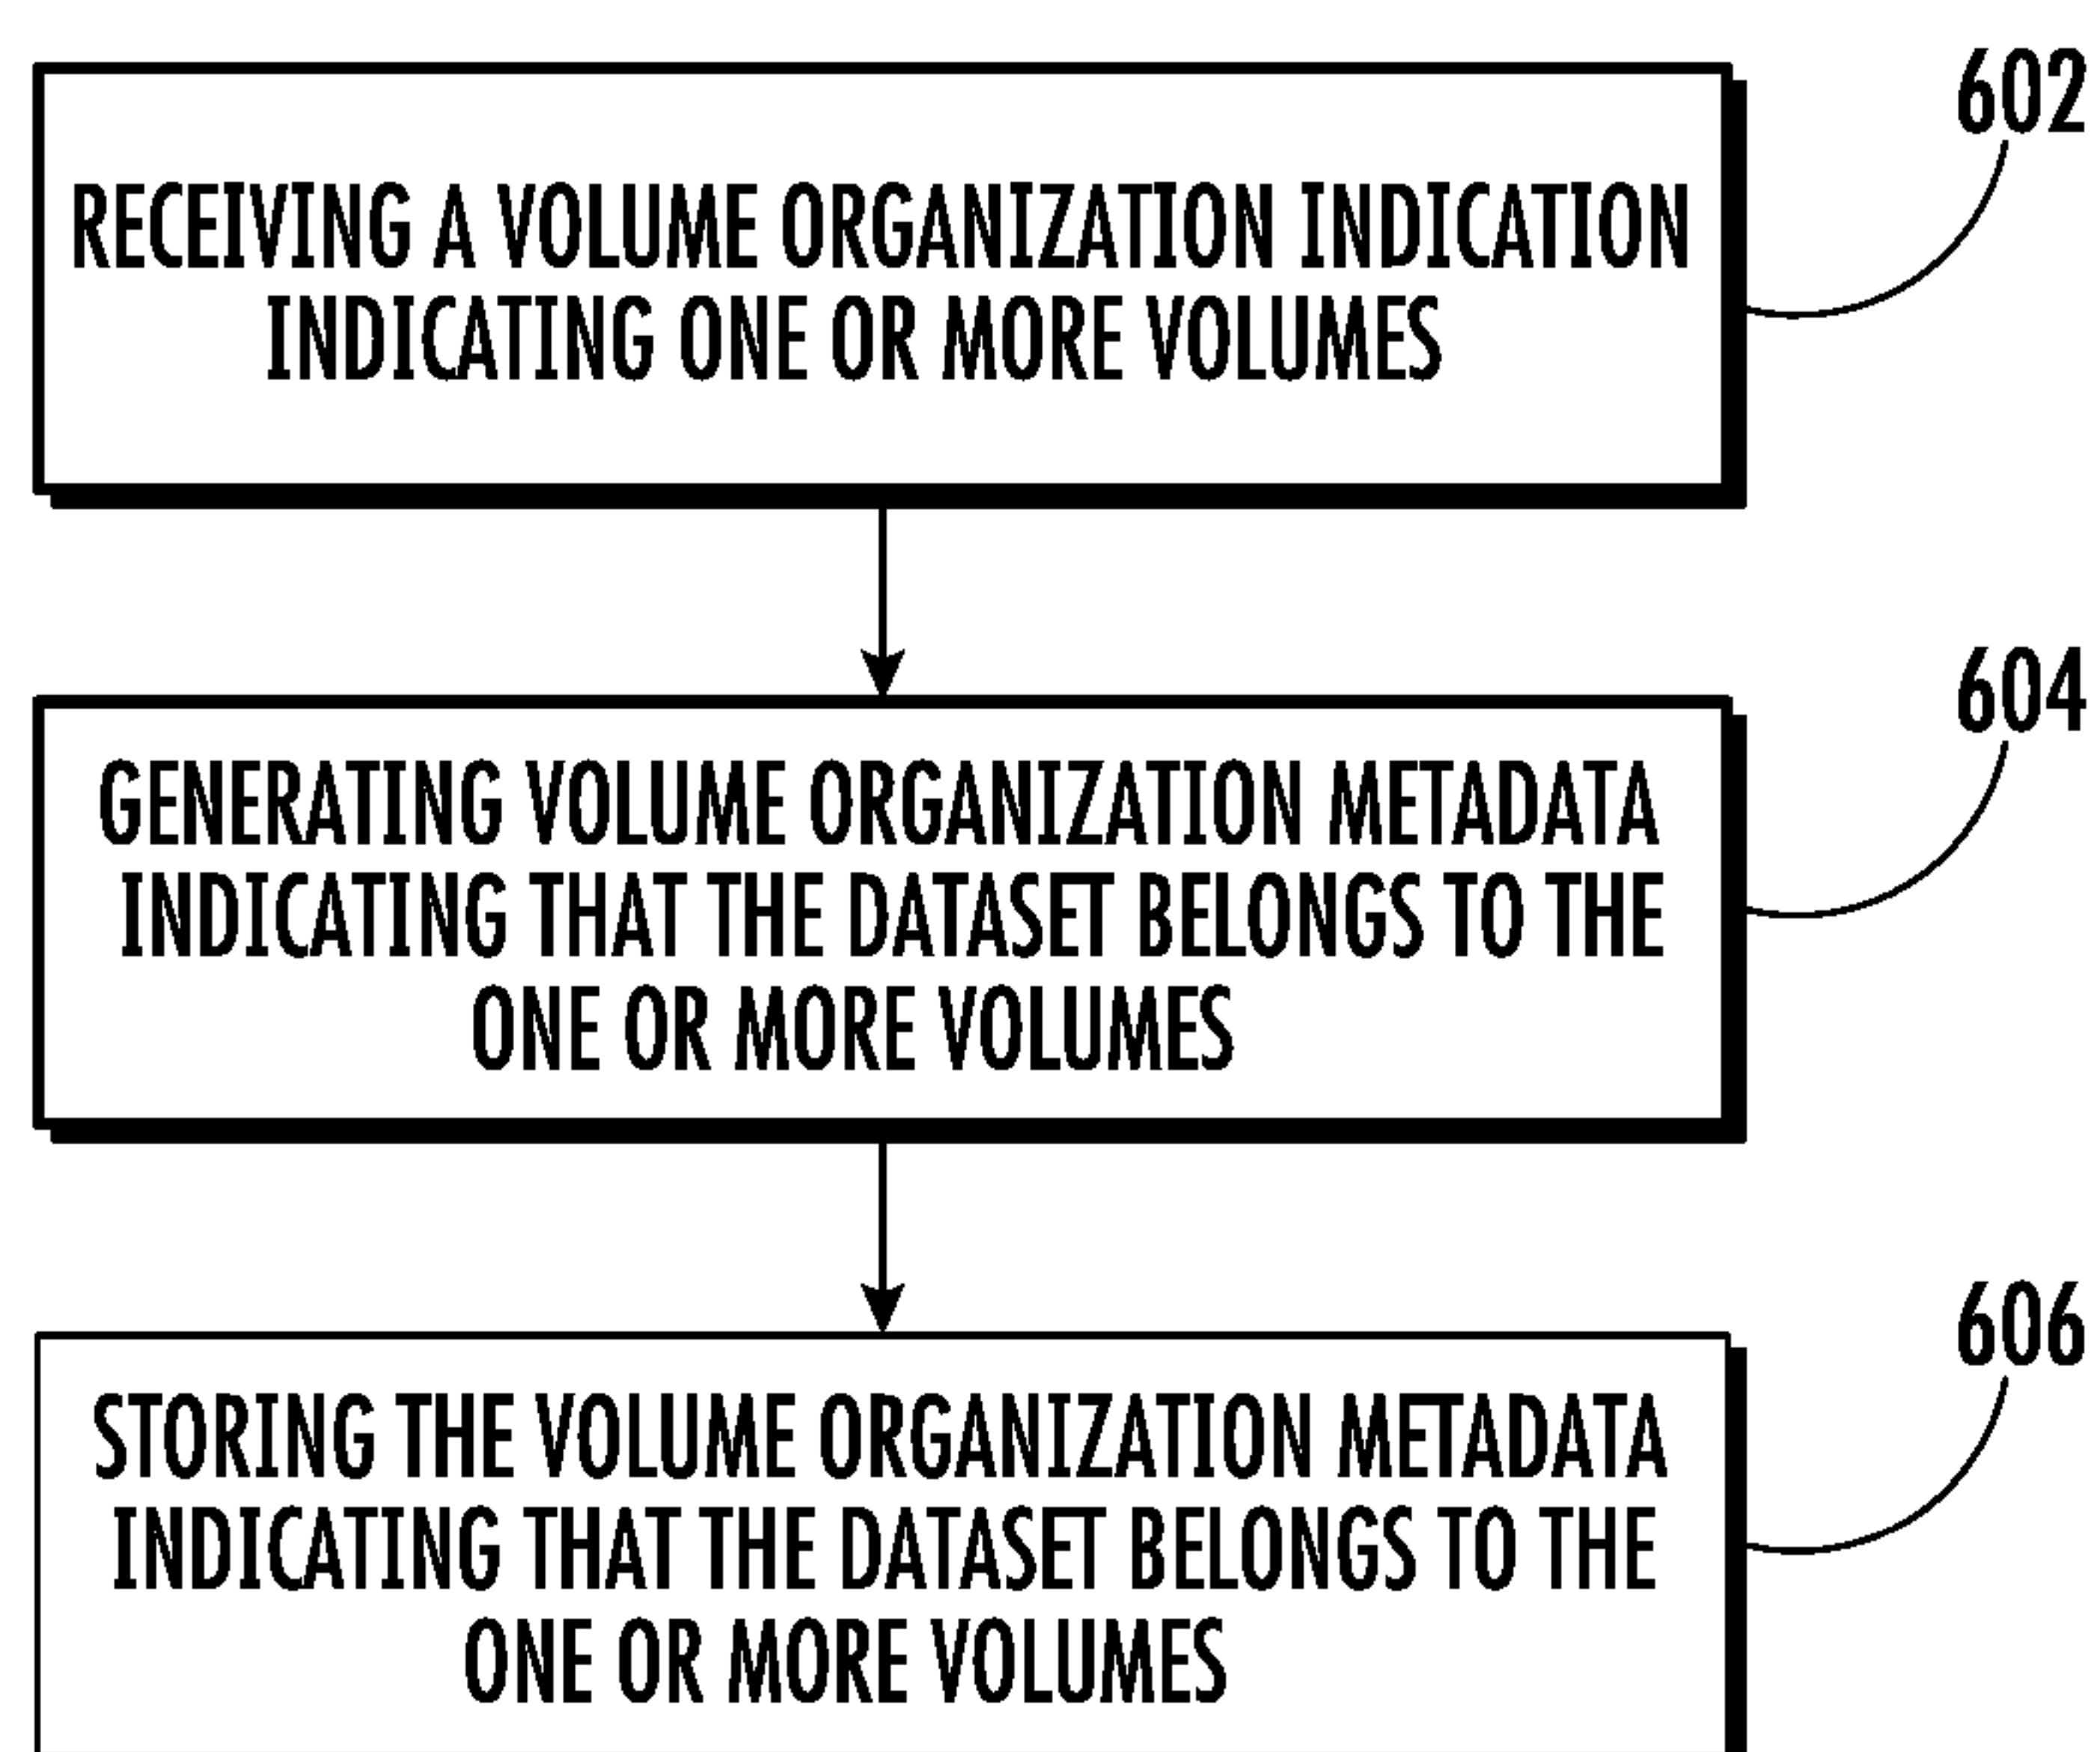 602
RECEIVING A VOLUME ORGANIZATION INDICATION
INDICATING ONE OR MORE VOLUMES
604
GENERATING VOLUME ORGANIZATION METADATA
INDICATING THAT THE DATASET BELONGS TO THE
ONE OR MORE VOLUMES
606
STORING THE VOLUME ORGANIZATION METADATA
INDICATING THAT THE DATASET BELONGS TO THE
ONE OR MORE VOLUMES